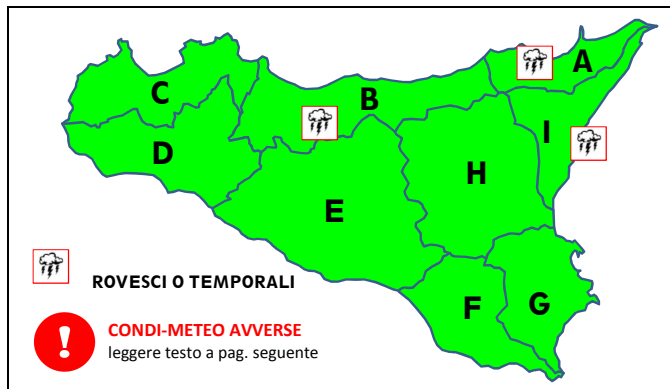 A
C
B
I
D
H
E
F
G
ROVESCI O TEMPORALI
!
CONDI-METEO AVVERSE
leggere testo a pag. seguente